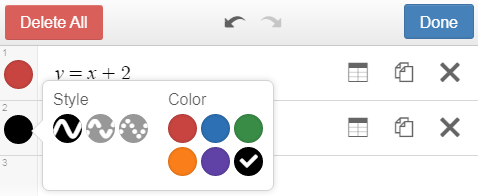 Delete All Done
1
y = x + 2
2
Style Color
3